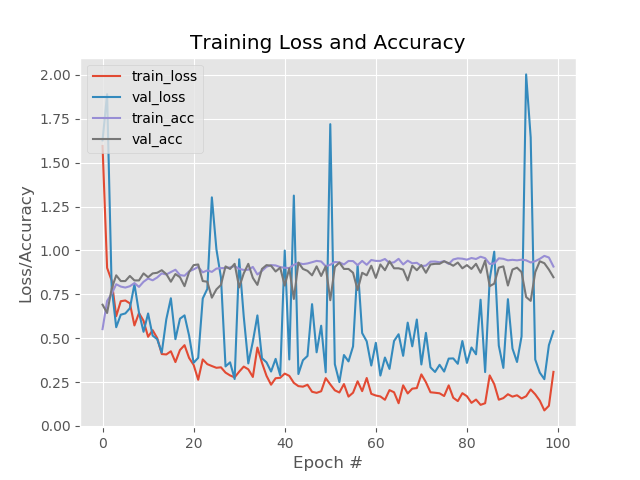 Training Loss and Accuracy
train_loss
val_loss
train_acc
val_acc
2.00
1.75
1.50
1.25
1.00
0.75
0.50
0.25
0.00
Loss/Accuracy
0 20 40 60 80 100
Epoch #